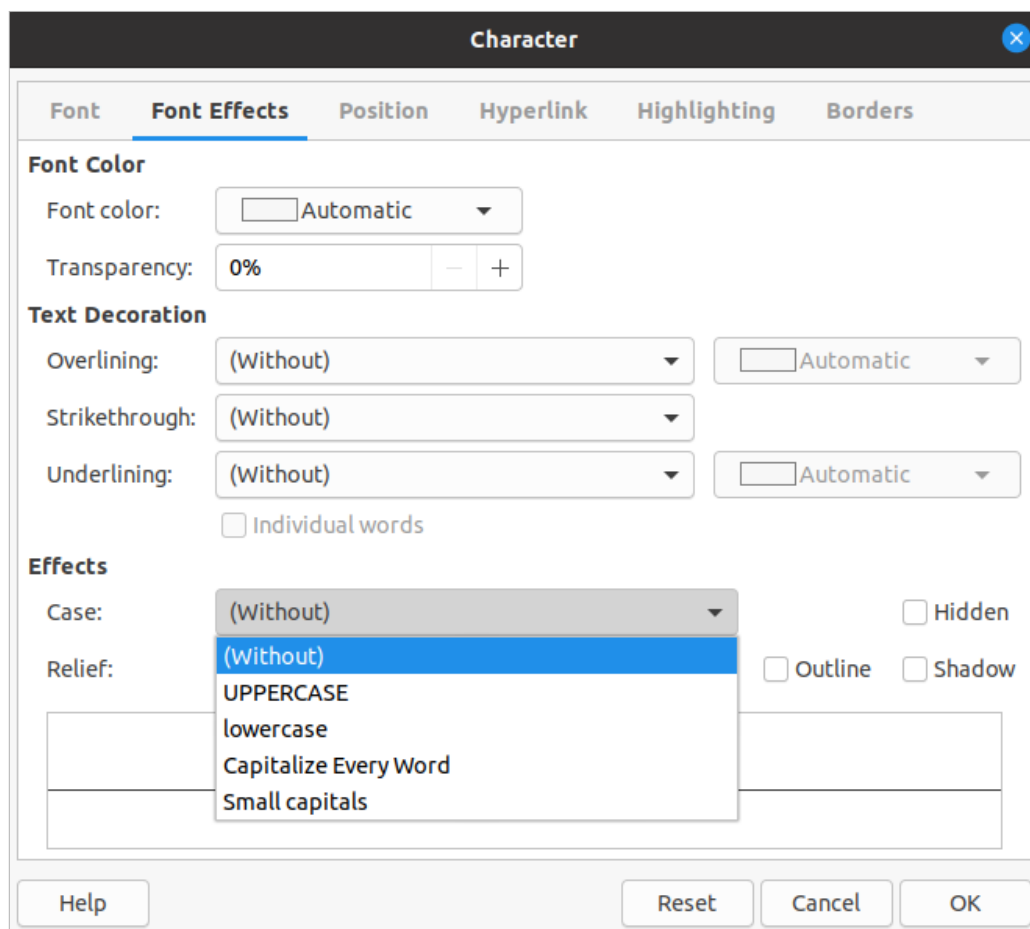 Character
Font Font Effects Position Hyperlink Highlighting Borders
Font Color
Font color: Automatic
Transparency: 0%
Text Decoration
Overlining: (Without) Automatic
Strikethrough: (Without)
Underlining: (Without) Automatic
Individual words
Effects
Case: (Without) Hidden
(Without)
Relief: Outline Shadow
UPPERCASE
lowercase
Capitalize Every Word
Small capitals
Help Reset Cancel OK